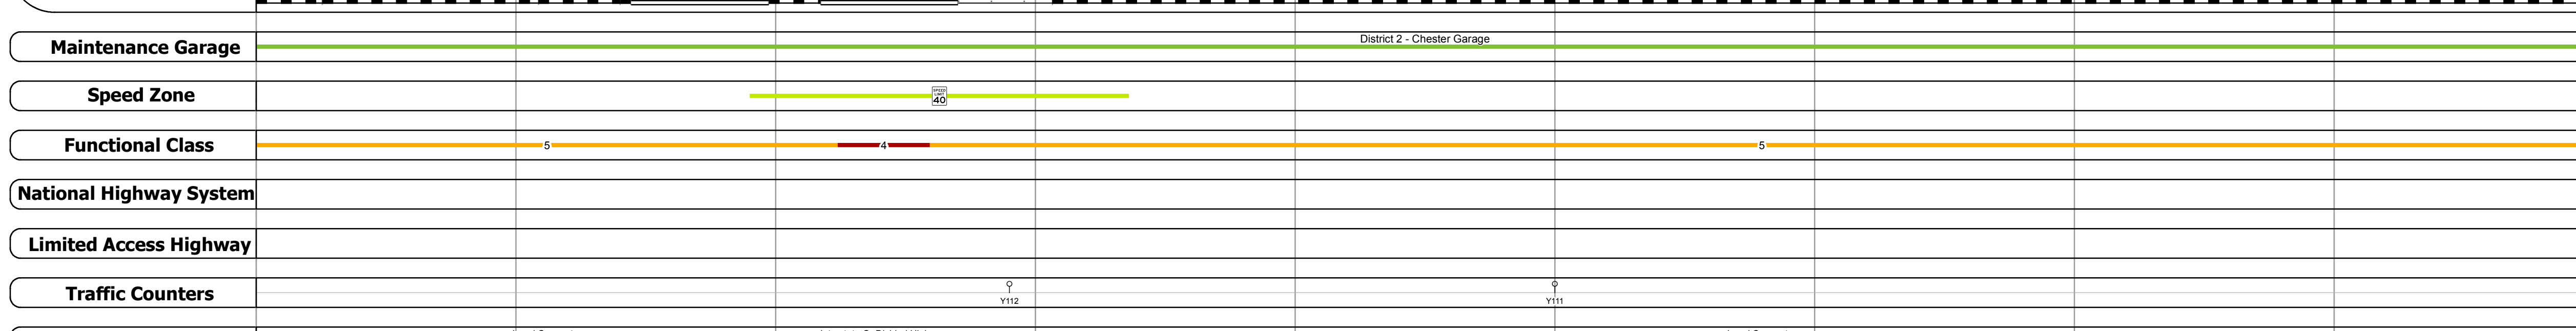 Maintenance Garage
District 2 - Chester Garage
Speed Zone
SPEED
LIMIT
40
Functional Class
5
4
5
National Highway System
Limited Access Highway
Traffic Counters
Y112
Y111